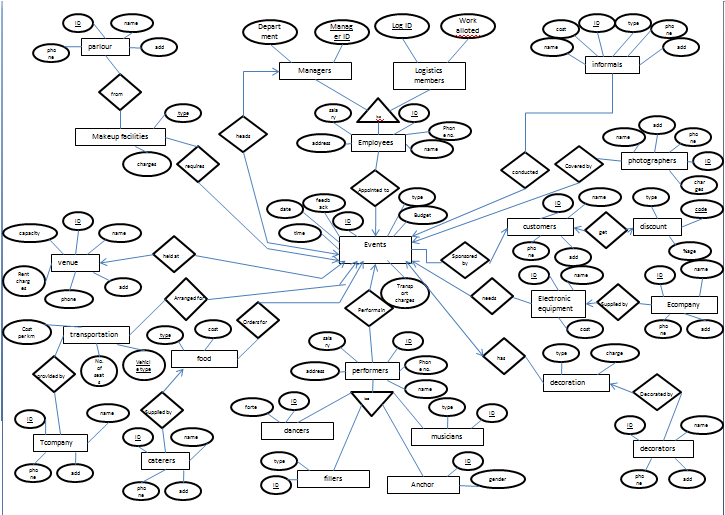 ID
name
pho
ne
parlour
add
from
Makeup facilities
type
charges
requires
heads
Depart
ment
Manag
er ID
Log ID
Work
alloted
Managers
Logistics
members
sala
ry
ID
address
Employees
Phon
e no.
name
Appointed to
cost
ID
type
pho
ne
name
add
informals
conducted
Covered by
name
add
pho
ne
photographers
ID
char
ges
date
feedb
ack
ID
type
Budget
time
Events
Transp
ort
charges
Sponsored
by
ID
name
customers
pho
ne
add
get
type
code
discount
%age
capacity
ID
name
venue
Rent
charg
es
phone
add
held at
Arranged for
Cost
per km
transportation
No.
of
seat
s
Vehicl
e type
provided by
ID
name
Tcompany
pho
ne
add
type
cost
food
Orders for
Supplied by
ID
name
caterers
pho
ne
add
Performs in
sala
ry
ID
address
performers
Phon
e no.
name
forte
ID
dancers
type
ID
fillers
type
ID
musicians
ID
gender
Anchor
needs
ID
name
Electronic
equipment
cost
Supplied by
ID
name
Ecompany
pho
ne
add
has
type
charge
decoration
Decorated by
ID
name
decorators
pho
ne
add